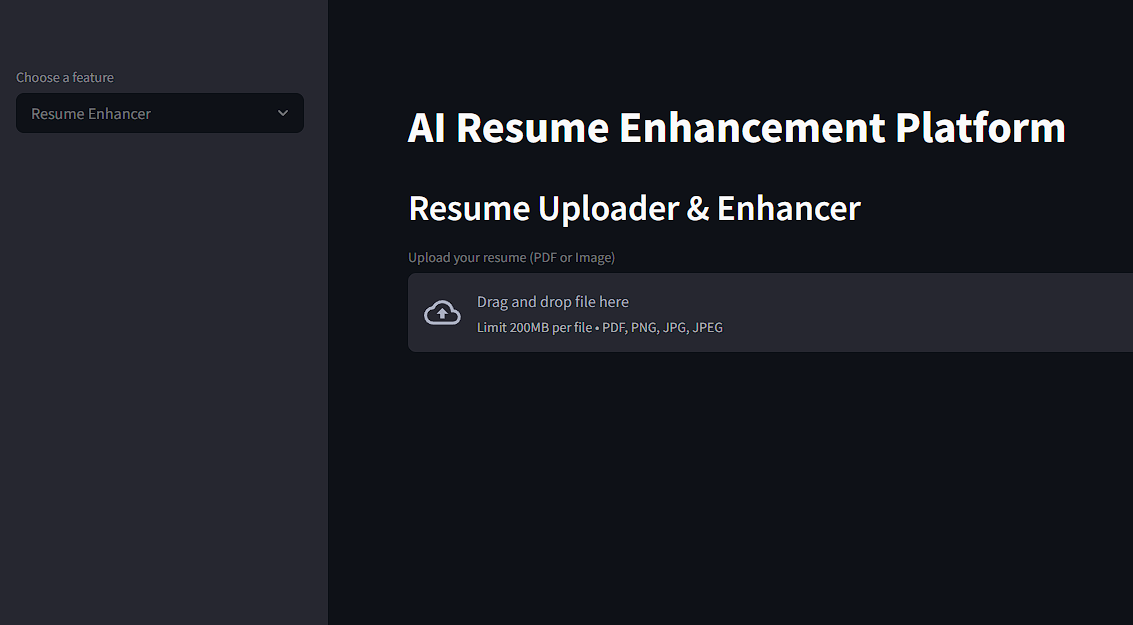 Choose a feature
Resume Enhancer
AI Resume Enhancement Platform
Resume Uploader & Enhancer
Upload your resume (PDF or Image)
Drag and drop file here
Limit 200MB per file • PDF, PNG, JPG, JPEG